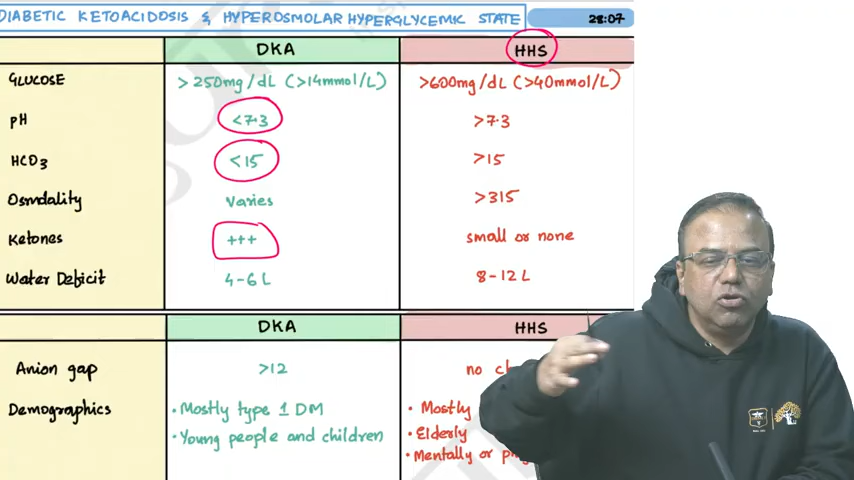 DIABETIC KETOACIDOSIS & HYPEROSMOLAR HYPERGLYCEMIC STATE 28:07
DKA HHS
GLUCOSE >250mg/dL (>14mmol/L) >600mg/dL (>40mmol/L)
pH <7.3 >7.3
HCO3 <15 >15
Osmolality Varies >315
Ketones +++ small or none
Water Deficit 4-6 L 8-12 L
DKA HHS
Anion gap >12 no
Demographics • Mostly type 1 DM • Mostly
• Young people and children • Elderly
• Mentally or